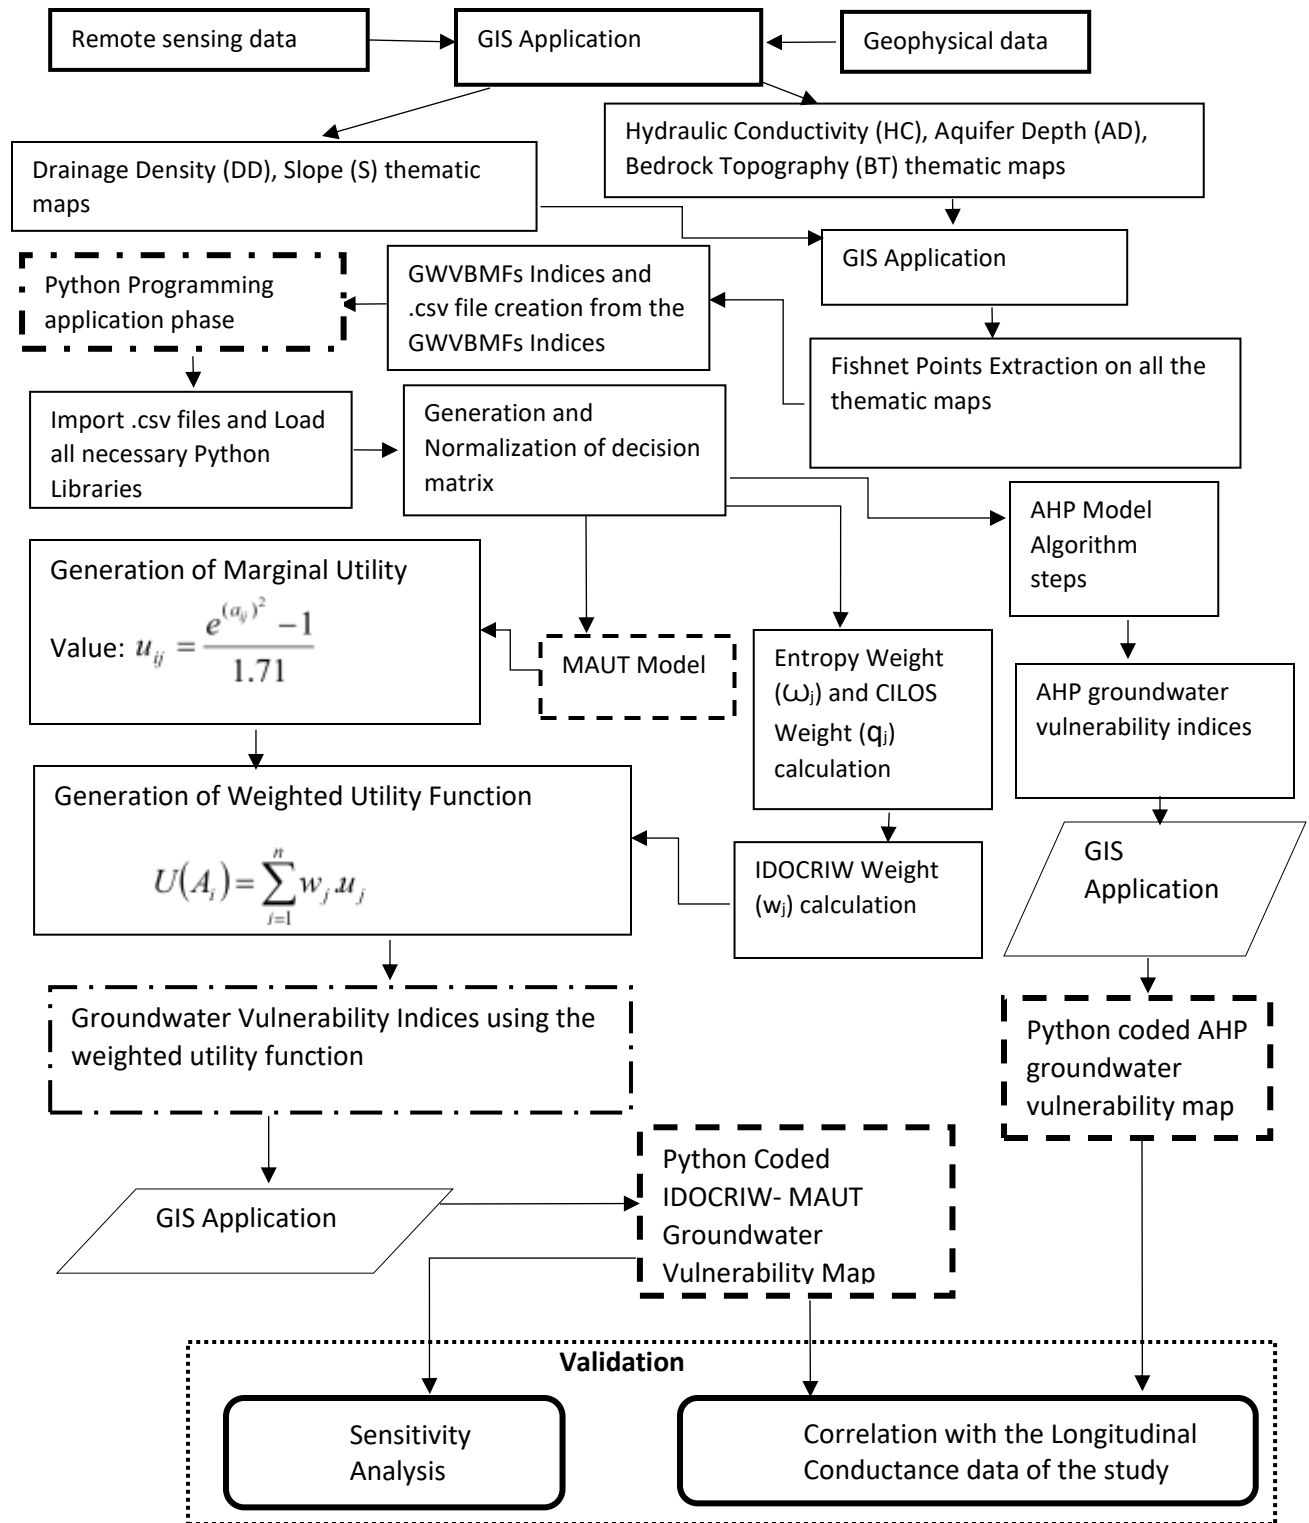 Remote sensing data
GIS Application
Geophysical data
Hydraulic Conductivity (HC), Aquifer Depth (AD),
Bedrock Topography (BT) thematic maps
Drainage Density (DD), Slope (S) thematic
maps
GIS Application
GWVBMFs Indices and
.csv file creation from the
GWVBMFs Indices
Python Programming
application phase
Fishnet Points Extraction on all the
thematic maps
Import .csv files and Load
all necessary Python
Libraries
Generation and
Normalization of decision
matrix
AHP Model
Algorithm
steps
Generation of Marginal Utility
Value: u_{ij} = \frac{e^{(a_{ij})^2} - 1}{1.71}
MAUT Model
Entropy Weight
(ω_j) and CILOS
Weight (q_j)
calculation
AHP groundwater
vulnerability indices
Generation of Weighted Utility Function
U(A_i) = \sum_{i=1}^{n} w_j . u_j
IDOCRIW Weight
(w_j) calculation
GIS
Application
Groundwater Vulnerability Indices using the
weighted utility function
Python coded AHP
groundwater
vulnerability map
GIS Application
Python Coded
IDOCRIW- MAUT
Groundwater
Vulnerability Map
Validation
Sensitivity
Analysis
Correlation with the Longitudinal
Conductance data of the study